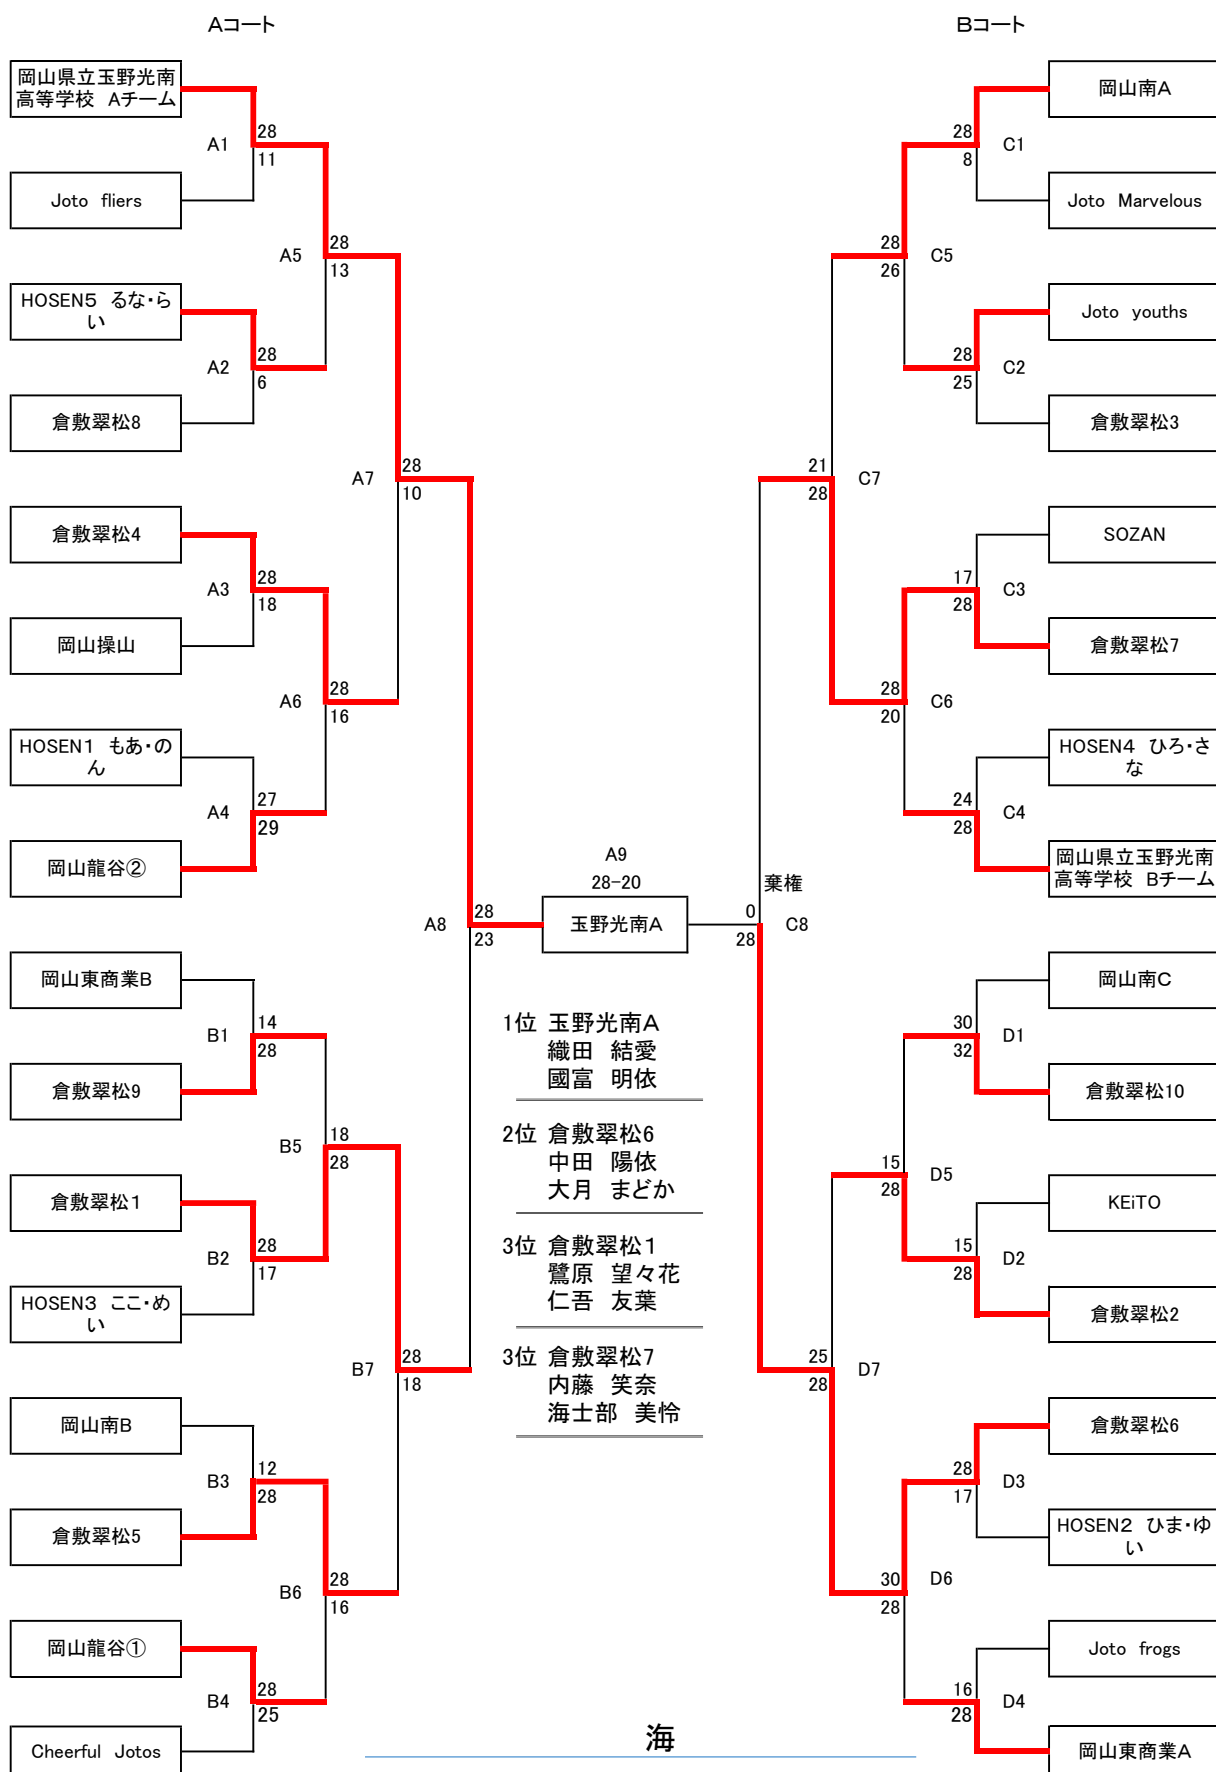 Aコート
Bコート
岡山県立玉野光南
高等学校 Aチーム
Joto fliers
HOSEN5 るな・ら
い
倉敷翠松8
倉敷翠松4
岡山操山
HOSEN1 もあ・の
ん
岡山龍谷②
岡山東商業B
倉敷翠松9
倉敷翠松1
HOSEN3 ここ・め
い
岡山南B
倉敷翠松5
岡山龍谷①
Cheerful Jotos
A1
28
11
A2
28
6
A3
28
18
A4
27
29
B1
14
28
B2
28
17
B3
12
28
B4
28
25
A5
28
13
A6
28
16
B5
18
28
B6
28
16
A7
28
10
B7
28
18
A8
28
23
A9
28-20
玉野光南A
棄権
0
28
C8
1位 玉野光南A
織田 結愛
國富 明依
2位 倉敷翠松6
中田 陽依
大月 まどか
3位 倉敷翠松1
鷺原 望々花
仁吾 友葉
3位 倉敷翠松7
内藤 笑奈
海士部 美怜
21
28
C7
25
28
D7
28
26
C5
28
20
C6
15
28
D5
30
28
D6
28
8
C1
28
25
C2
17
28
C3
24
28
C4
30
32
D1
15
28
D2
28
17
D3
16
28
D4
岡山南A
Joto Marvelous
Joto youths
倉敷翠松3
SOZAN
倉敷翠松7
HOSEN4 ひろ・さ
な
岡山県立玉野光南
高等学校 Bチーム
岡山南C
倉敷翠松10
KEiTO
倉敷翠松2
倉敷翠松6
HOSEN2 ひま・ゆ
い
Joto frogs
岡山東商業A
海